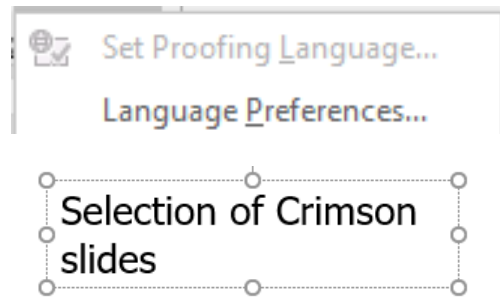 Set Proofing Language...
Language Preferences...
Selection of Crimson
slides